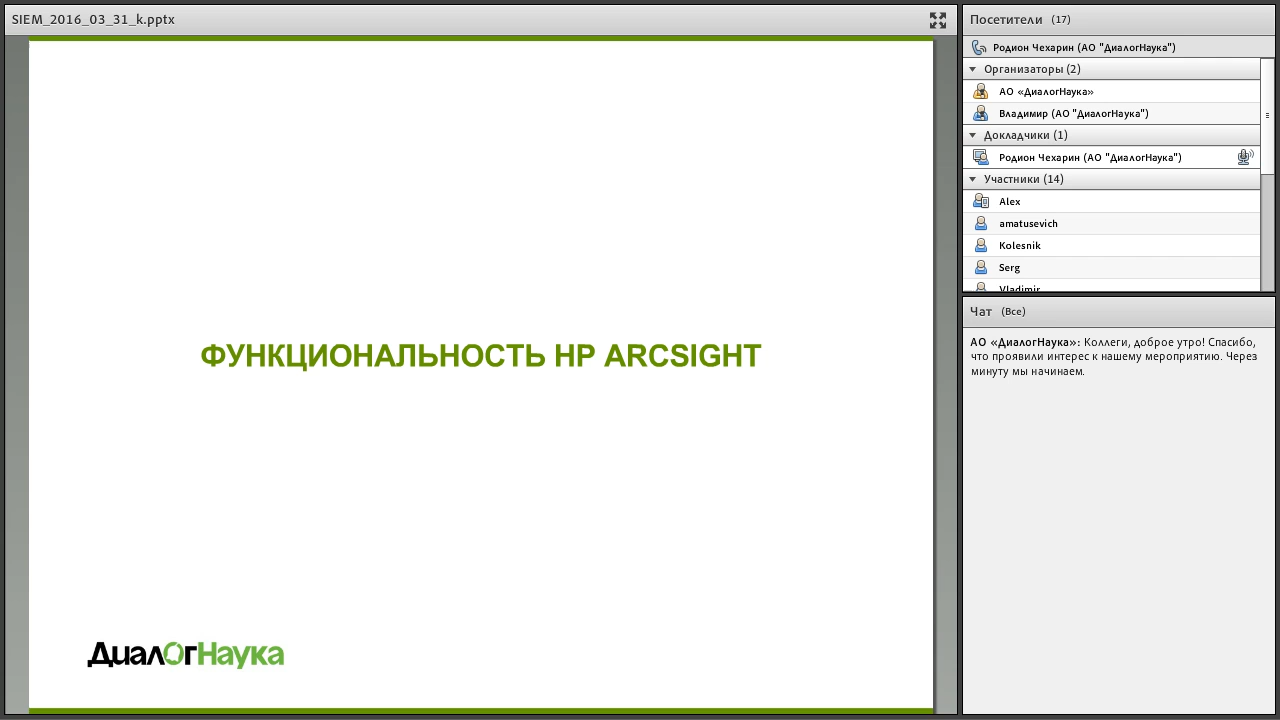 SIEM_2016_03_31_k.pptx
ФУНКЦИОНАЛЬНОСТЬ HP ARCSIGHT
ДиалОгНаука
Посетители (17)
Родион Чехарин (АО "ДиалогНаука")
Организаторы (2)
АО «ДиалогНаука»
Владимир (АО "ДиалогНаука")
Докладчики (1)
Родион Чехарин (АО "ДиалогНаука")
Участники (14)
Alex
amatusevich
Kolesnik
Serg
Vladimir
Чат (Все)
АО «ДиалогНаука»: Коллеги, доброе утро! Спасибо,
что проявили интерес к нашему мероприятию. Через
минуту мы начинаем.